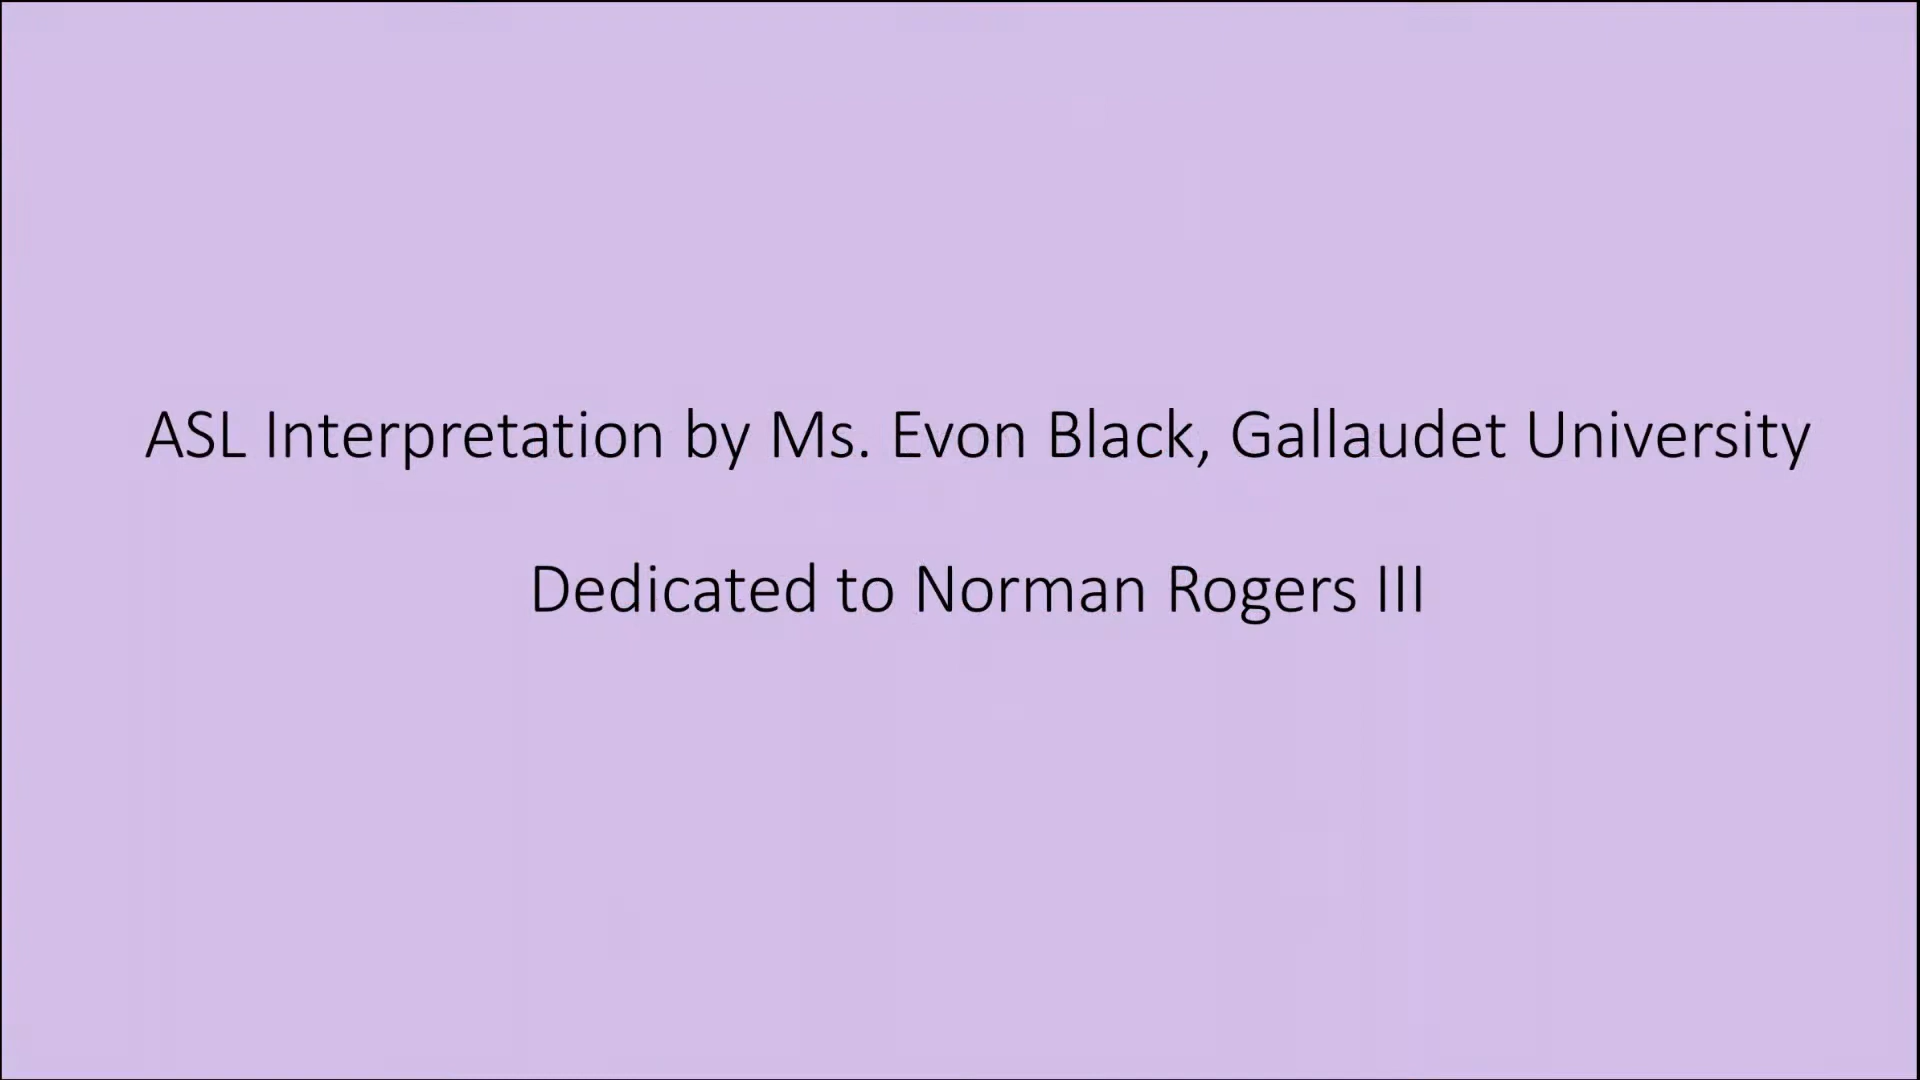 ASL Interpretation by Ms. Evon Black, Gallaudet University
Dedicated to Norman Rogers III